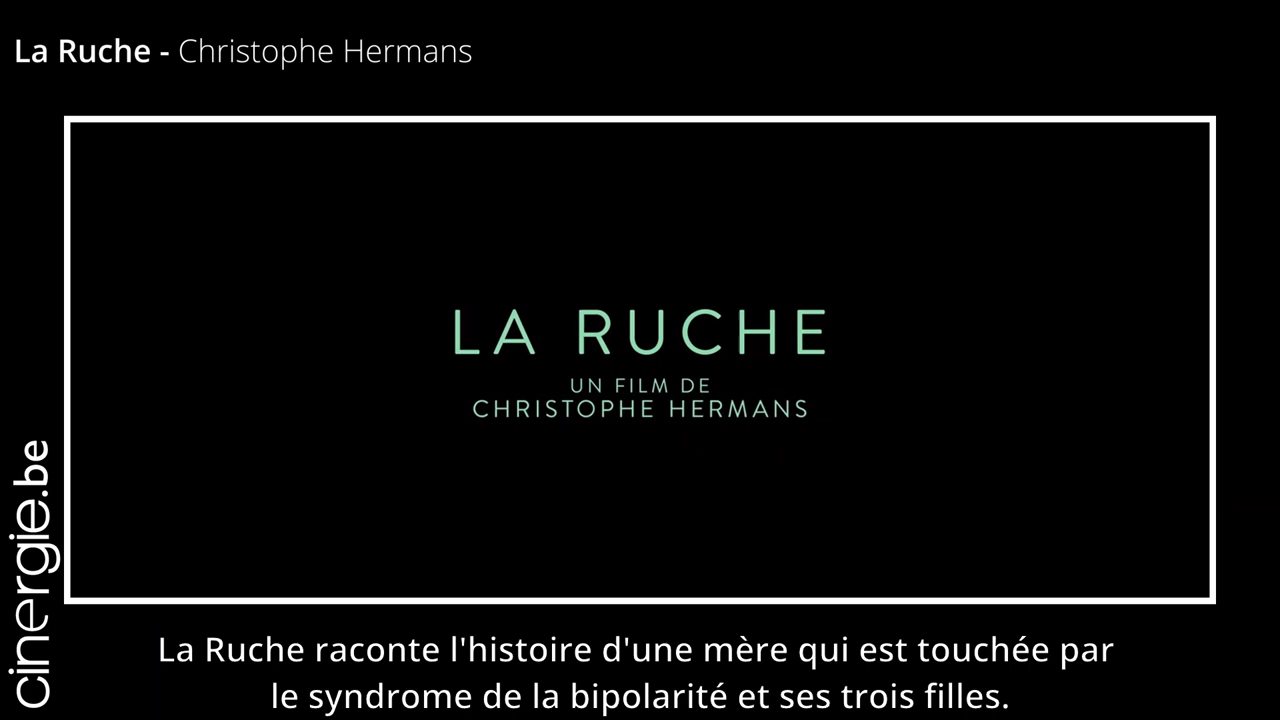 La Ruche - Christophe Hermans
LA RUCHE
UN FILM DE
CHRISTOPHE HERMANS
cinergie.be
La Ruche raconte l'histoire d'une mère qui est touchée par
le syndrome de la bipolarité et ses trois filles.